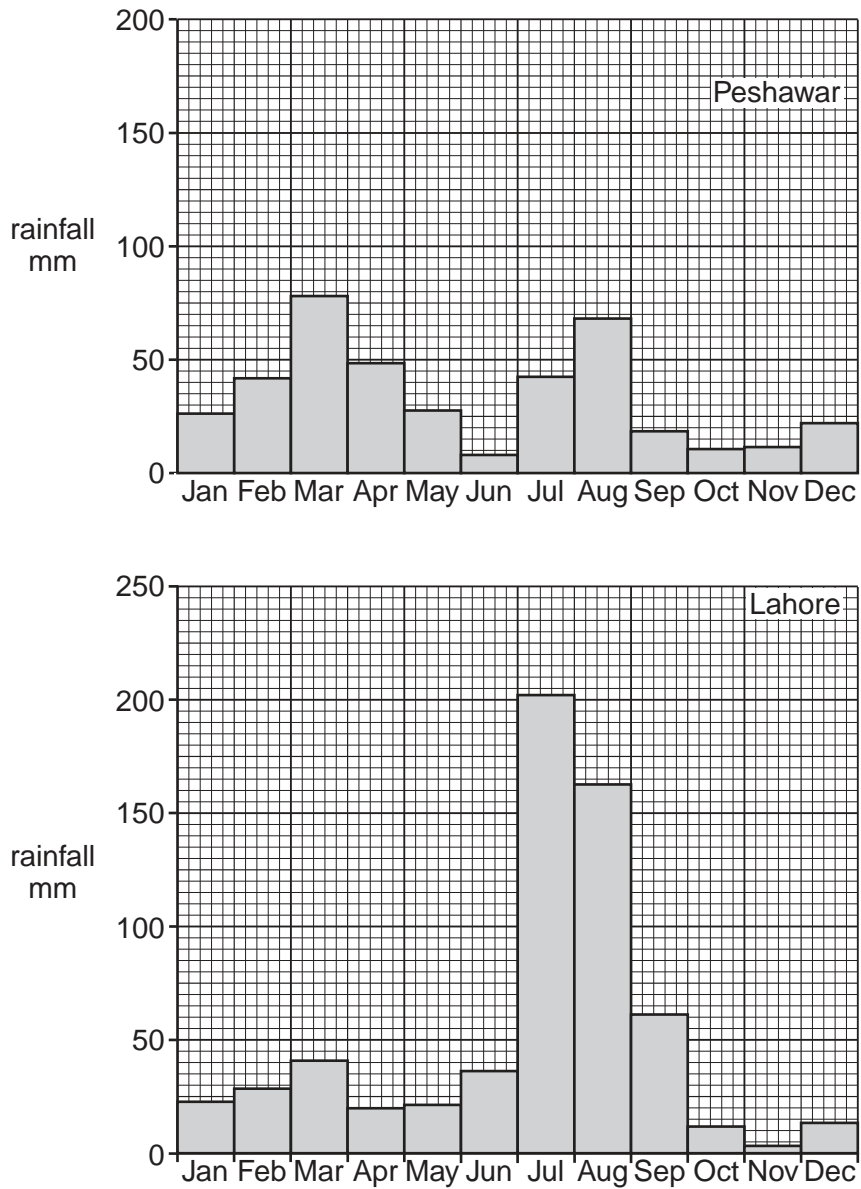 200
Peshawar
150
rainfall
mm
100
50
0
Jan Feb Mar Apr May Jun Jul Aug Sep Oct Nov Dec
250
Lahore
200
150
rainfall
mm
100
50
0
Jan Feb Mar Apr May Jun Jul Aug Sep Oct Nov Dec